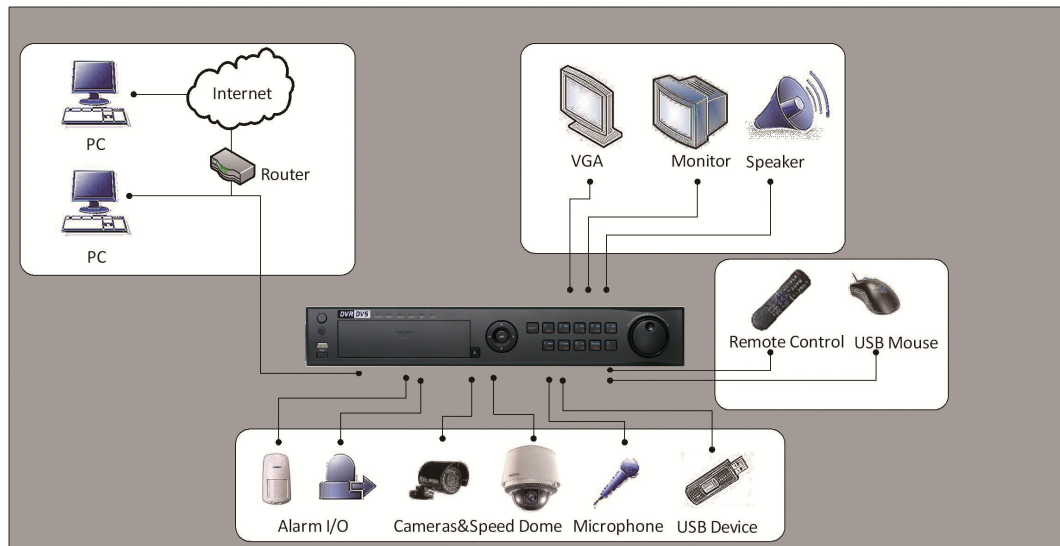 Internet
PC
Router
PC
VGA Monitor Speaker
DVR DVS
Remote Control USB Mouse
Alarm I/O Cameras&Speed Dome Microphone USB Device